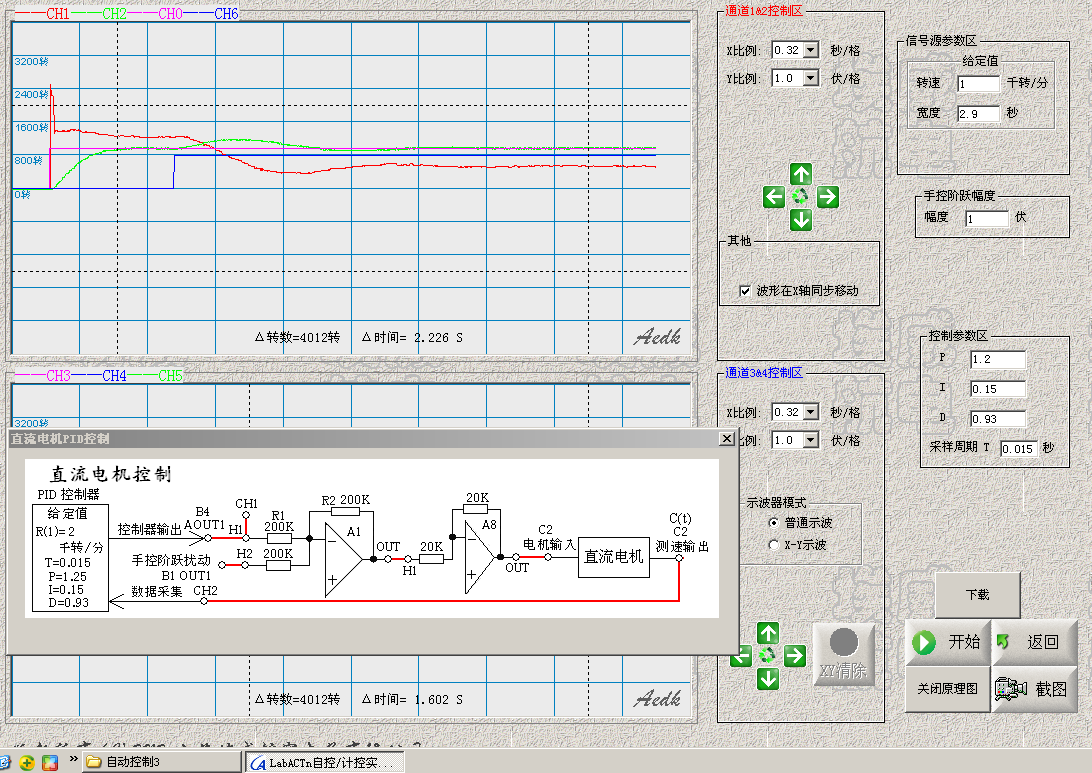 CH1 CH2 CH0 CH6
3200转
2400转
1600转
800转
0转
△转数=4012转 △时间= 2.226 S
Aedk
通道1&2控制区
X比例: 0.32 秒/格
Y比例: 1.0 伏/格
其他
波形在X轴同步移动
信号源参数区
给定值
转速 1 千转/分
宽度 2.9 秒
手控阶跃幅度
幅度 1 伏
控制参数区
P 1.2
I 0.15
D 0.93
采样周期 T 0.015 秒
CH3 CH4 CH5
3200转
通道3&4控制区
X比例: 0.32 秒/格
比例: 1.0 伏/格
示波器模式
普通示波
X-Y示波
直流电机PID控制
直流电机控制
PID 控制器
给定值
R(1)= 2
千转/分
T=0.015
P=1.25
I=0.15
D=0.93
控制器输出
B4
AOUT1
H1
CH1
R1
200K
R2 200K
A1
手控阶跃扰动
B1 OUT1
H2
200K
数据采集 CH2
OUT
H1
20K
20K
A8
OUT
C2
电机输入
直流电机
C(t)
C2
测速输出
△转数=4012转 △时间= 1.602 S
Aedk
XY清除
下载
开始
返回
关闭原理图
截图
自动控制3
LabACTn自控/计控实...